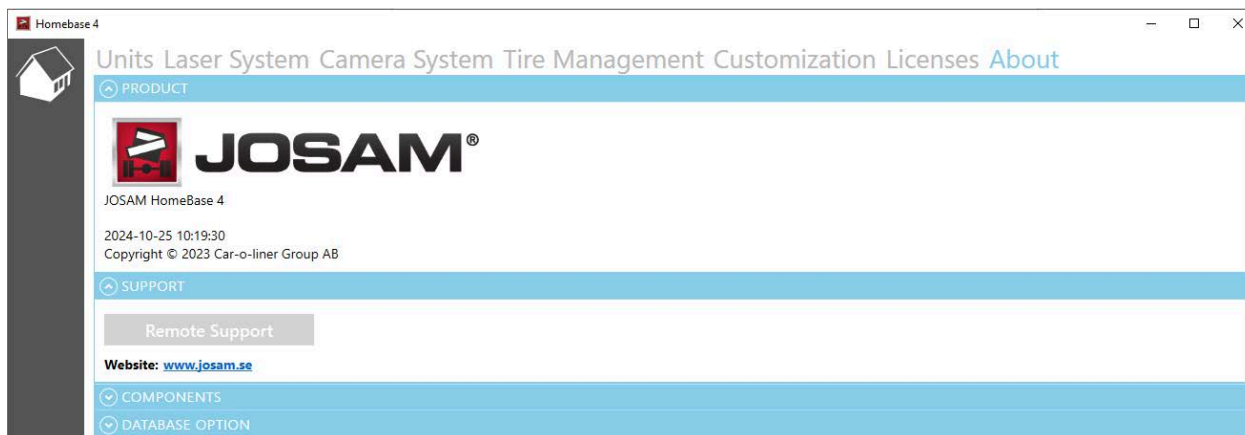 Homebase 4
Units Laser System Camera System Tire Management Customization Licenses About
PRODUCT
JOSAM®
JOSAM HomeBase 4
2024-10-25 10:19:30
Copyright © 2023 Car-o-liner Group AB
SUPPORT
Remote Support
Website: www.josam.se
COMPONENTS
DATABASE OPTION